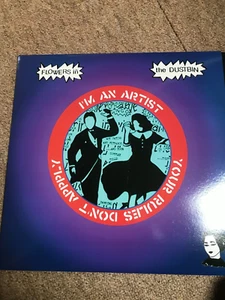 FLOWERS in
the DUSTBIN
I'M AN ARTIST
YOUR RULES DON'T APPLY